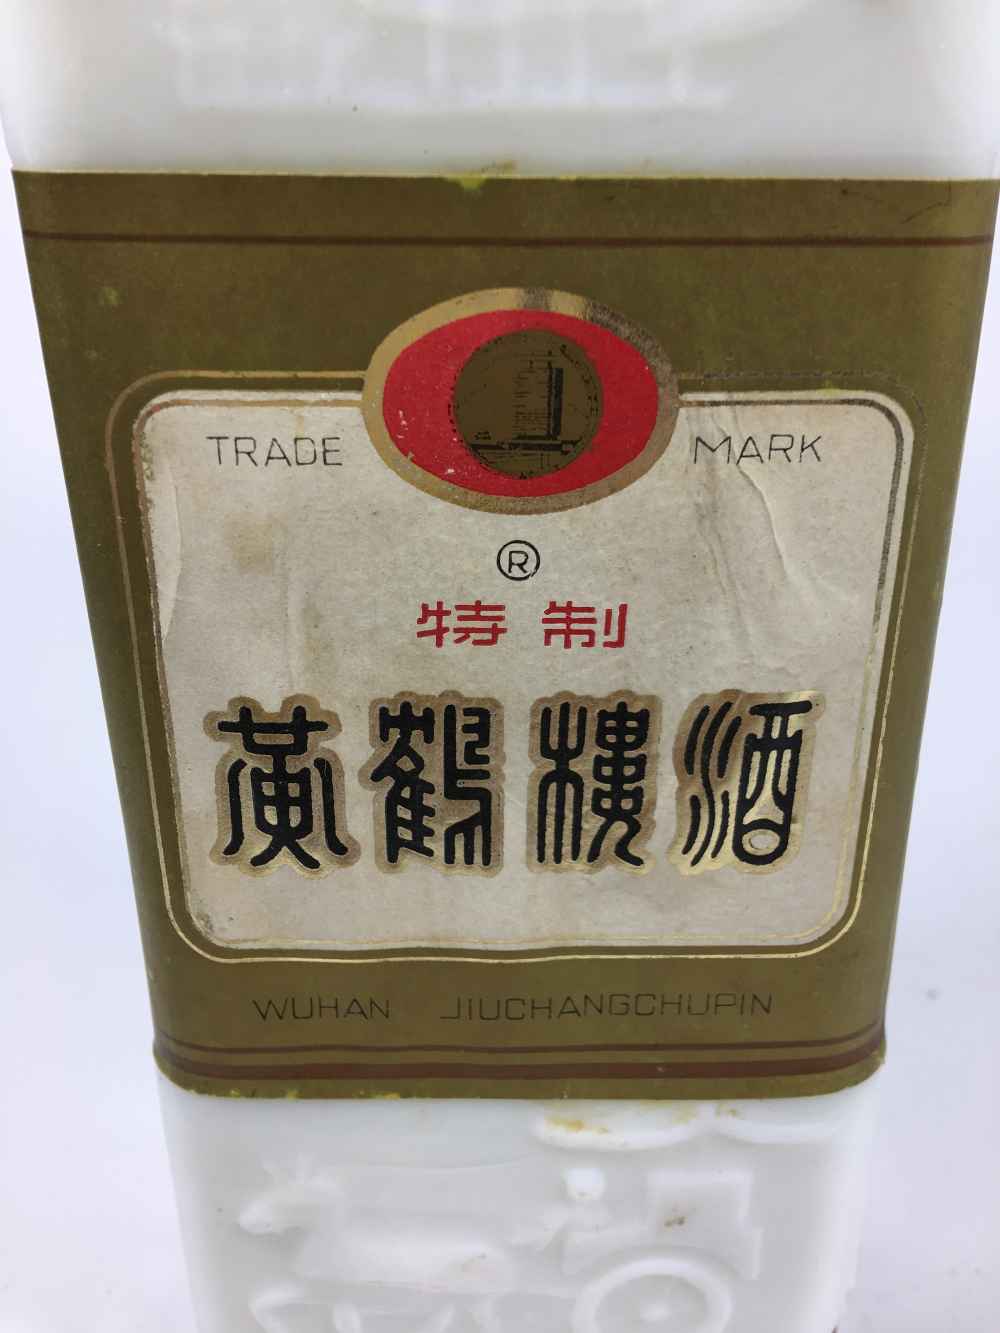 TRADE MARK
®
特制
黃鶴樓酒
WUHAN JIUCHANGCHUPIN